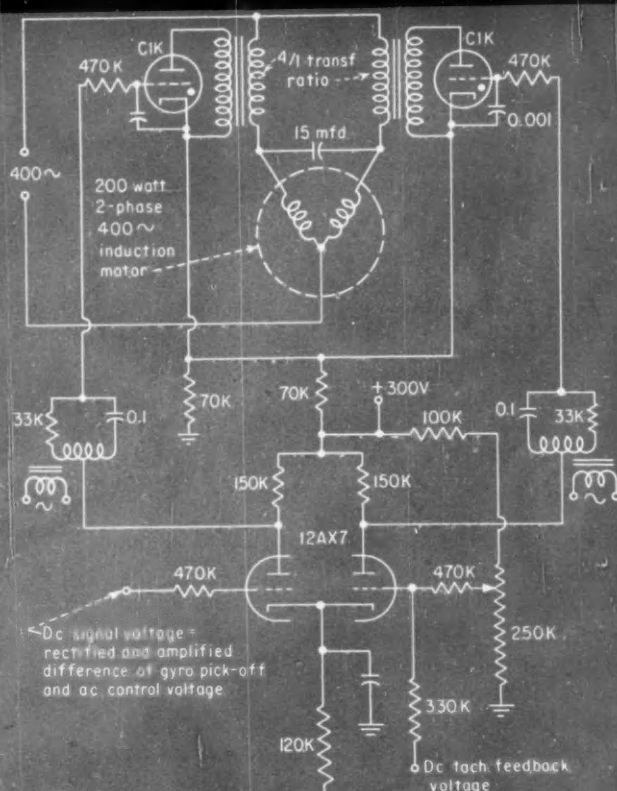 C1K
C1K
470K
4/1 transf
ratio
470K
0.001
15 mfd
400~
200 watt
2-phase
400~
induction
motor
70K
70K
+300V
100K
33K
0.1
0.1
33K
150K
150K
~
~
12AX7
470K
470K
250K
Dc signal voltage =
rectified and amplified
difference of gyro pick-off
and ac control voltage
330K
120K
Dc tach. feedback
voltage